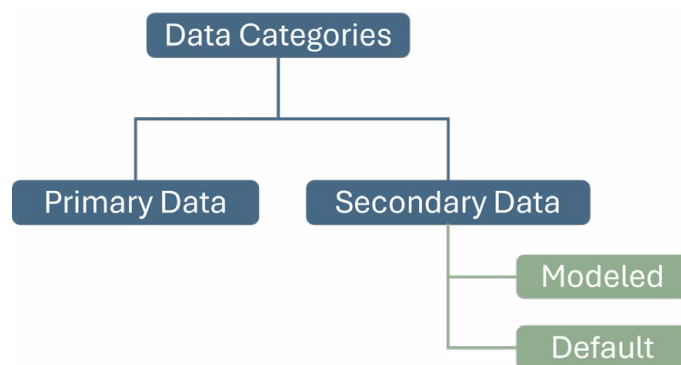 Data Categories
Primary Data
Secondary Data
Modeled
Default